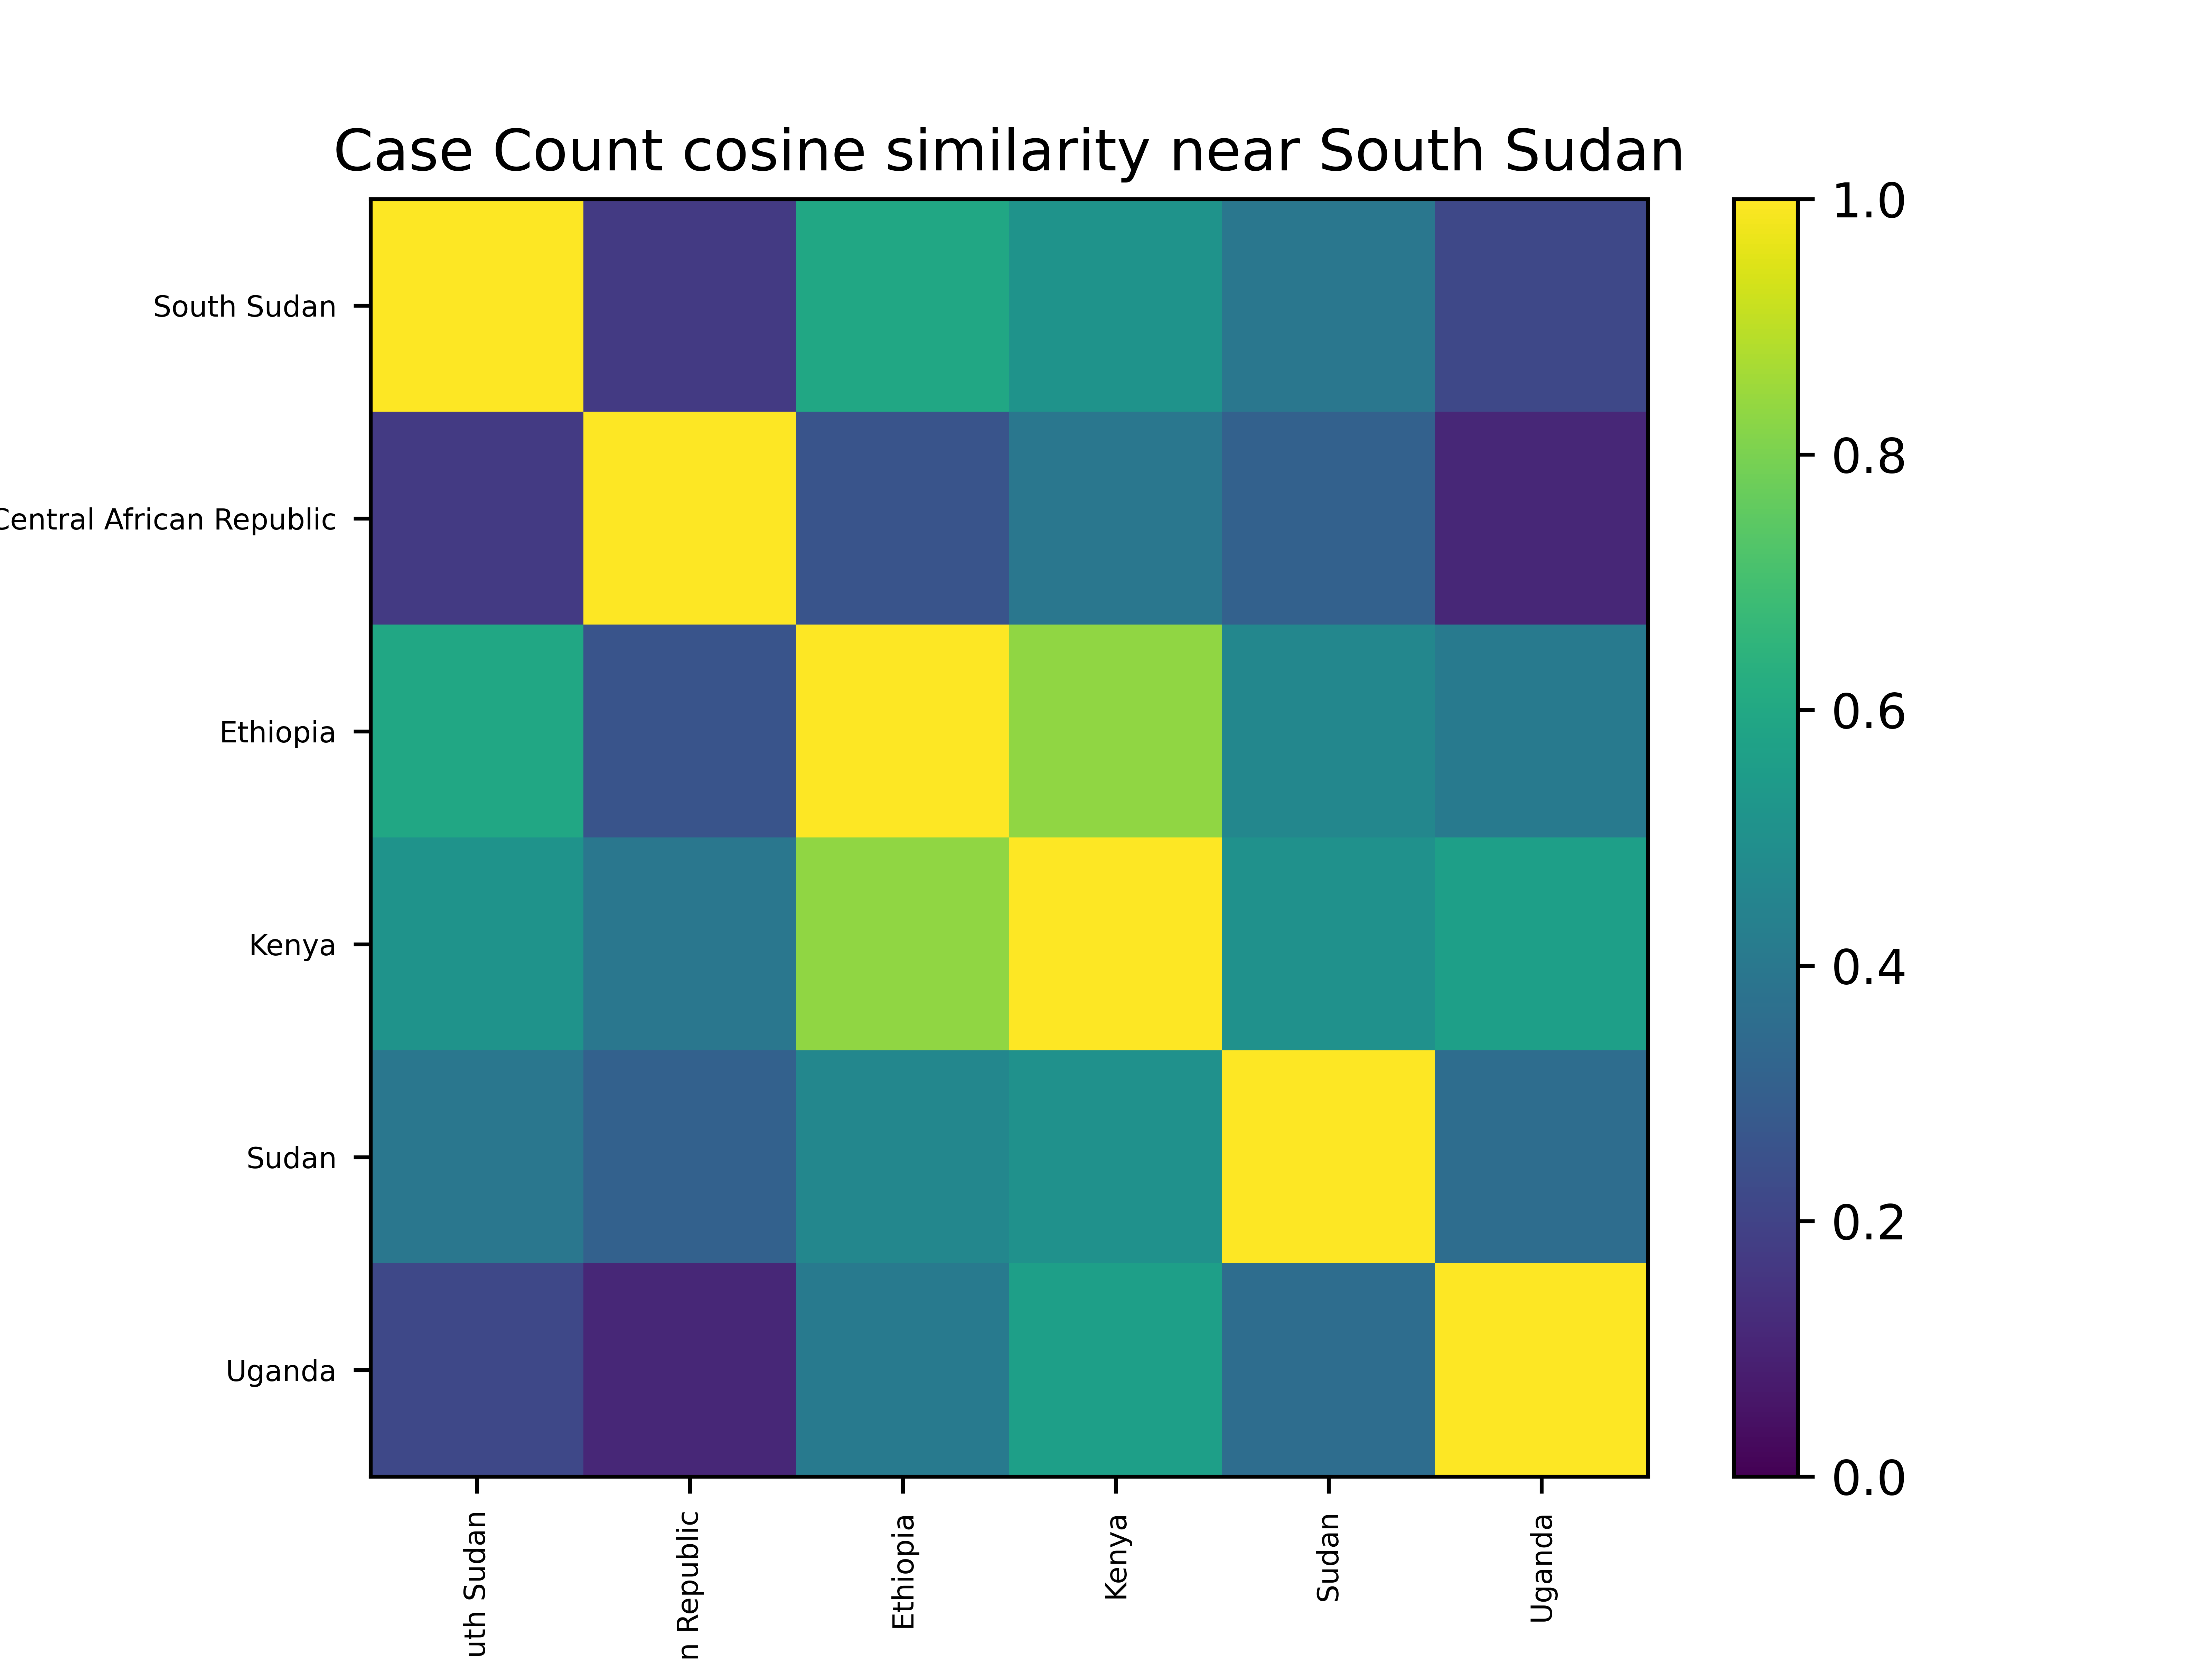 Case Count cosine similarity near South Sudan
South Sudan
Central African Republic
Ethiopia
Kenya
Sudan
Uganda
uth Sudan
n Republic
Ethiopia
Kenya
Sudan
Uganda
1.0
0.8
0.6
0.4
0.2
0.0